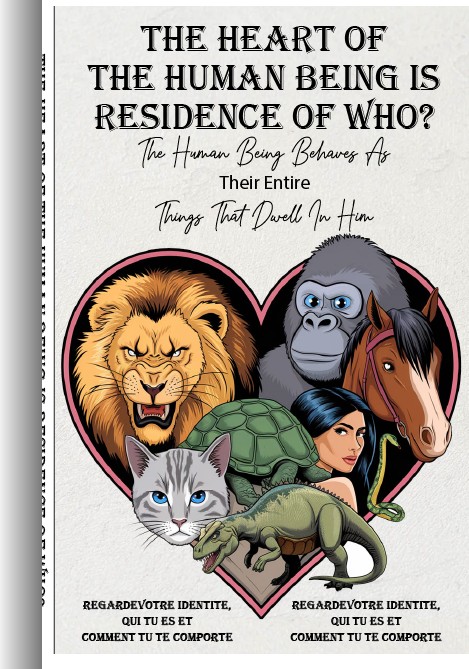 THE HEART OF
THE HUMAN BEING IS
RESIDENCE OF WHO?
The Human Being Behaves As
Their Entire
Things That Dwell In Him
REGARDEVOTRE IDENTITE,
QUI TU ES ET
COMMENT TU TE COMPORTE
REGARDEVOTRE IDENTITE,
QUI TU ES ET
COMMENT TU TE COMPORTE